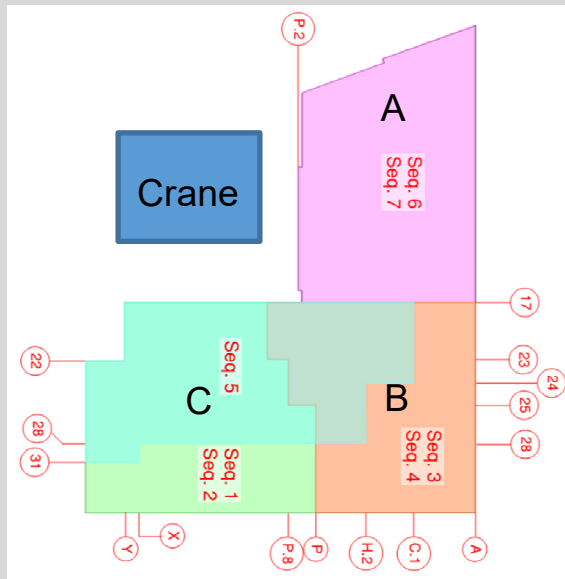 P.2
A
Crane
Seq. 6
Seq. 7
17
22
Seq. 5
23
24
C
B
25
28
28
31
Seq. 1
Seq. 2
Seq. 3
Seq. 4
X
Y
P.8
P
H.2
C.1
A